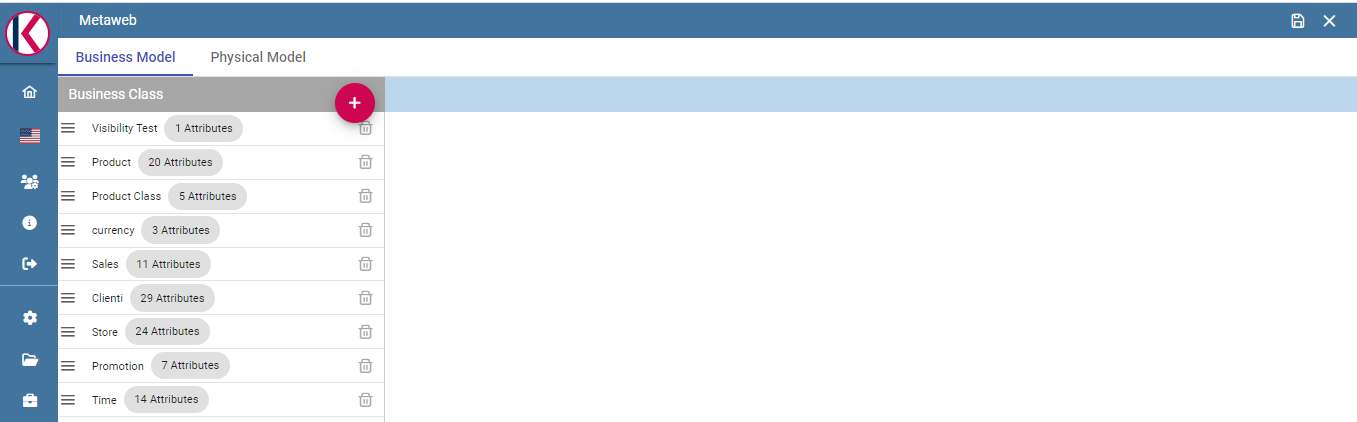 Metaweb
Business Model Physical Model
Business Class
+
Visibility Test 1 Attributes
Product 20 Attributes
Product Class 5 Attributes
currency 3 Attributes
Sales 11 Attributes
Clienti 29 Attributes
Store 24 Attributes
Promotion 7 Attributes
Time 14 Attributes